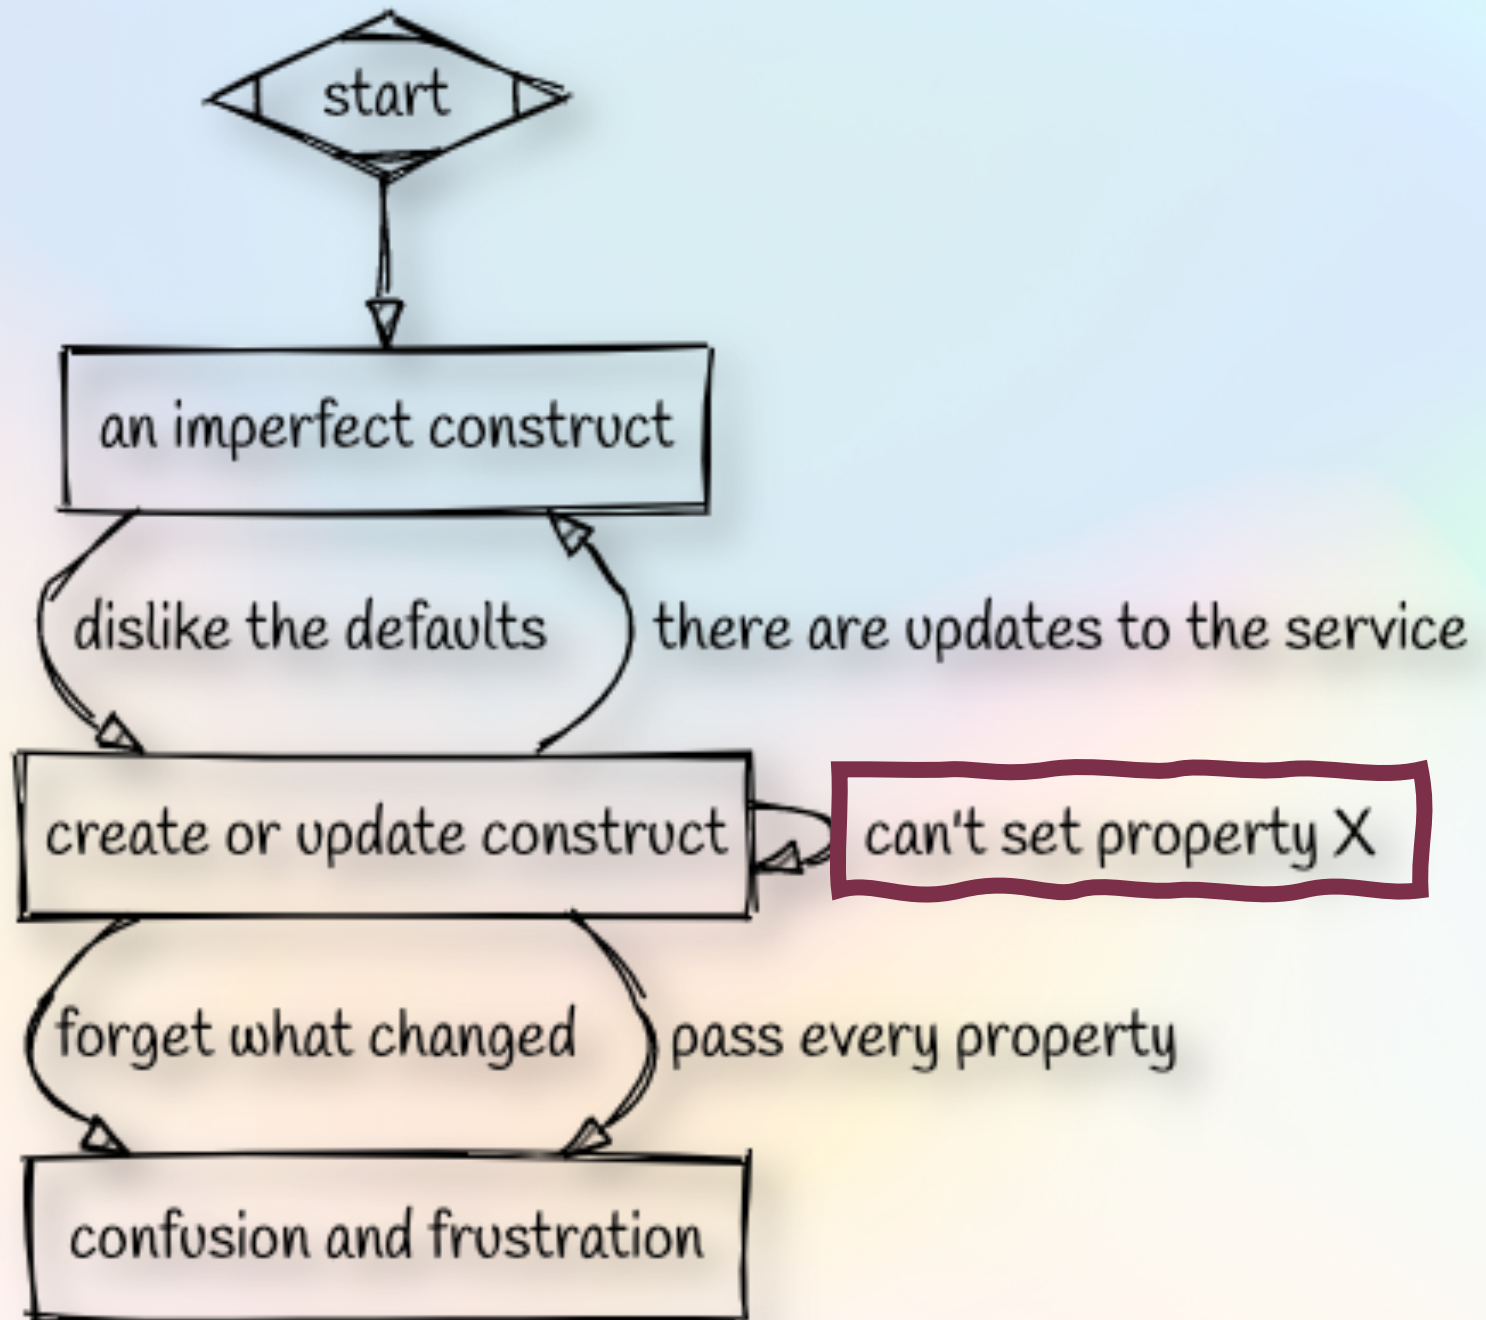 start
an imperfect construct
dislike the defaults
there are updates to the service
create or update construct
can't set property X
forget what changed
pass every property
confusion and frustration